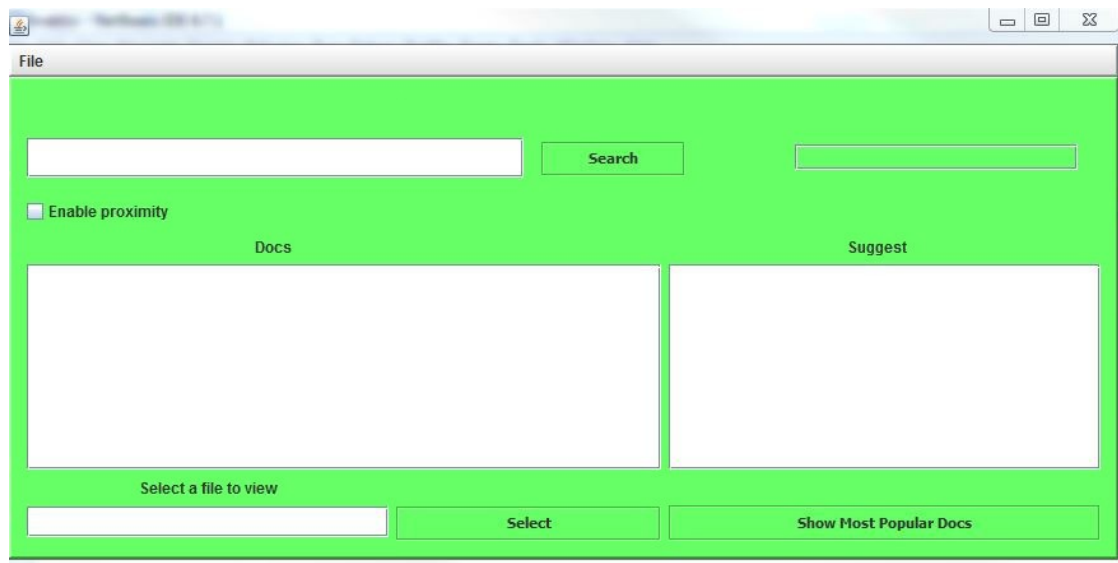 File
Search
Enable proximity
Docs Suggest
Select a file to view
Select Show Most Popular Docs